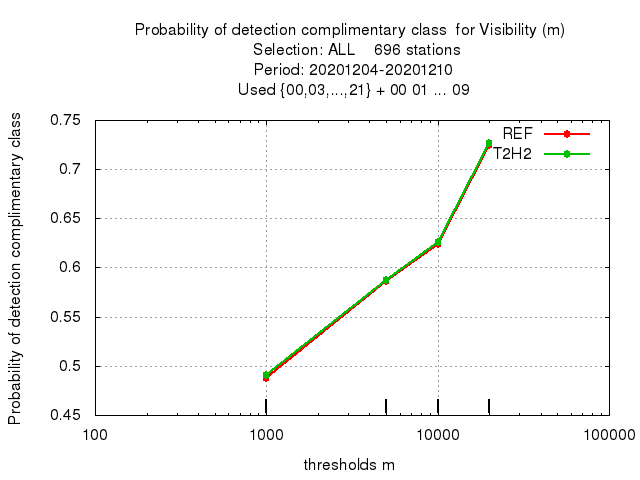 Probability of detection complimentary class  for Visibility (m)
Selection: ALL    696 stations
Period: 20201204-20201210
Used {00,03,...,21} + 00 01 ... 09
Probability of detection complimentary class
0.75
0.7
0.65
0.6
0.55
0.5
0.45
REF
T2H2
100
1000
10000
100000
thresholds m